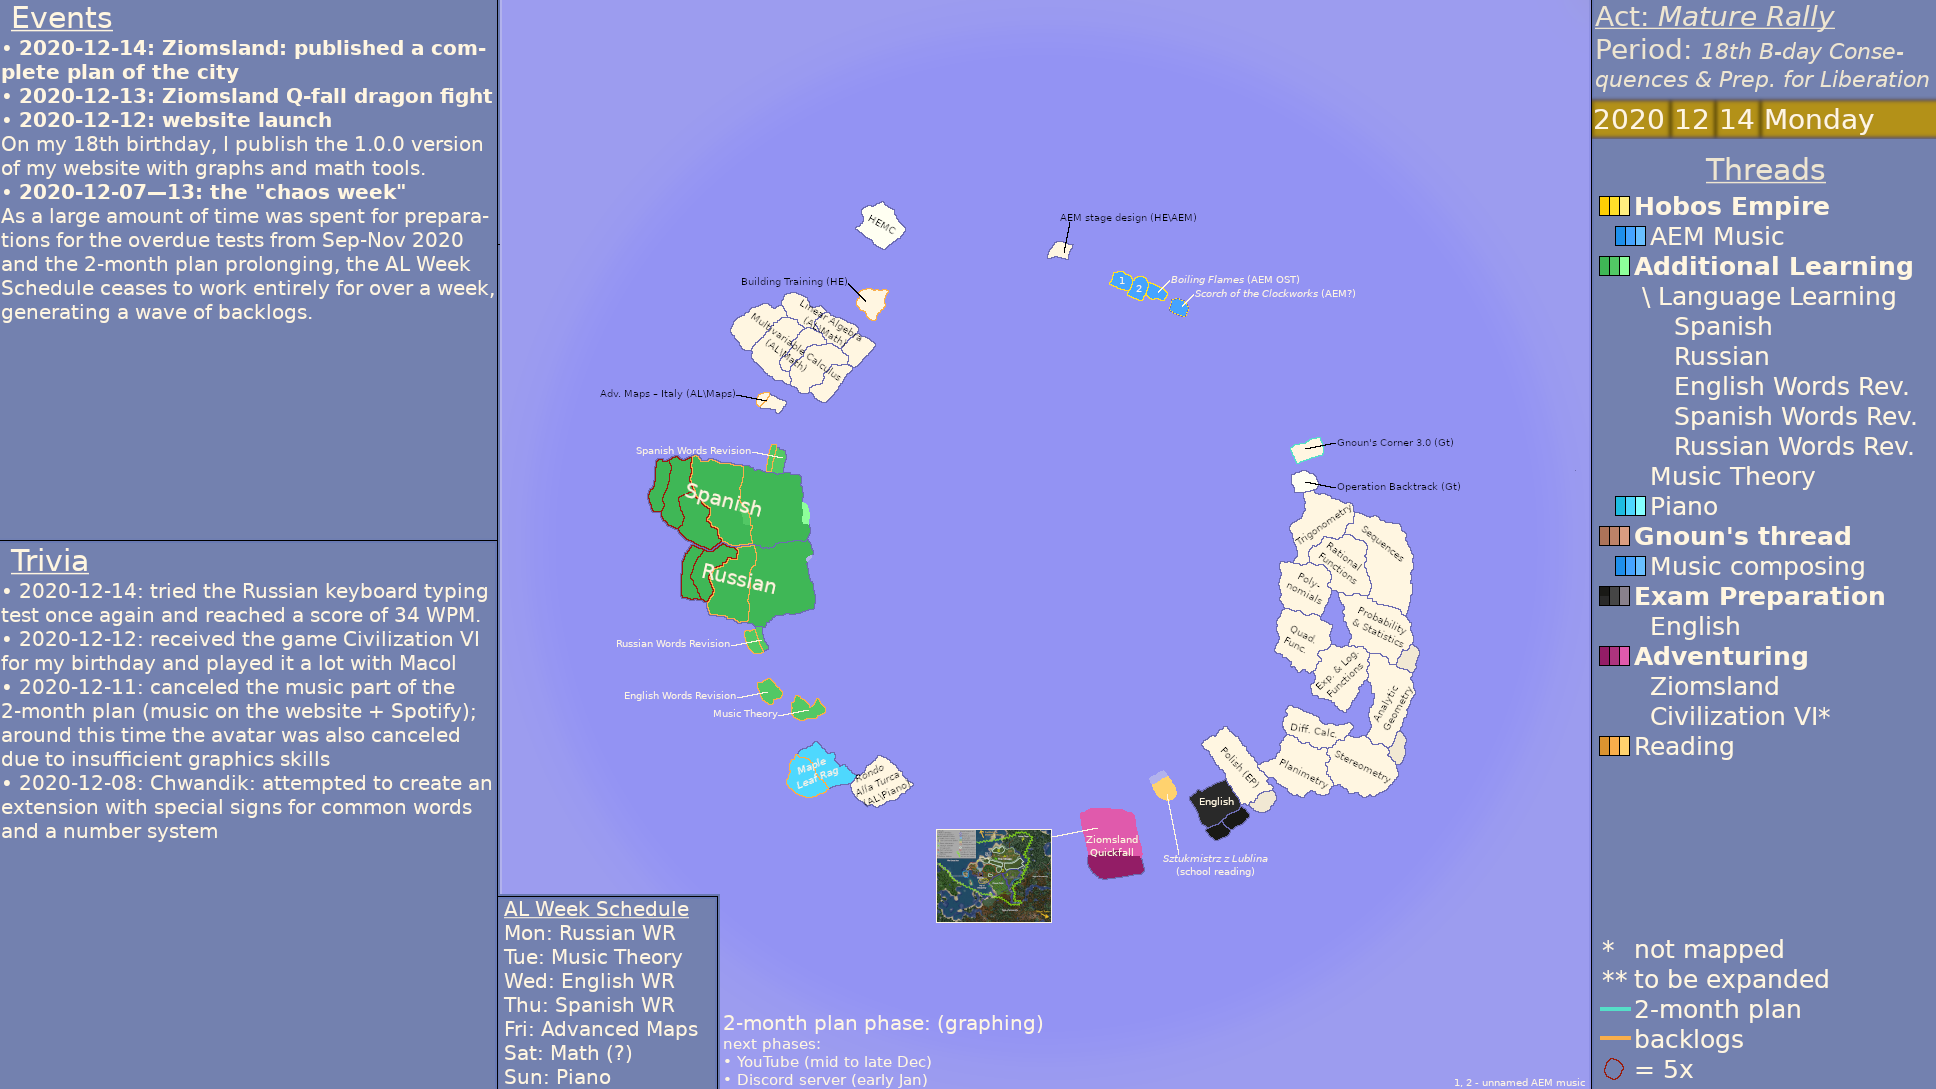 Events
• 2020-12-14: Ziomsland: published a com-
plete plan of the city
• 2020-12-13: Ziomsland Q-fall dragon fight
• 2020-12-12: website launch
On my 18th birthday, I publish the 1.0.0 version
of my website with graphs and math tools.
• 2020-12-07—13: the "chaos week"
As a large amount of time was spent for prepara-
tions for the overdue tests from Sep-Nov 2020
and the 2-month plan prolonging, the AL Week
Schedule ceases to work entirely for over a week,
generating a wave of backlogs.
Trivia
• 2020-12-14: tried the Russian keyboard typing
test once again and reached a score of 34 WPM.
• 2020-12-12: received the game Civilization VI
for my birthday and played it a lot with Macol
• 2020-12-11: canceled the music part of the
2-month plan (music on the website + Spotify);
around this time the avatar was also canceled
due to insufficient graphics skills
• 2020-12-08: Chwandik: attempted to create an
extension with special signs for common words
and a number system
HEMC
AEM stage design (HE\AEM)
Building Training (HE)
1
2
Boiling Flames (AEM OST)
Scorch of the Clockworks (AEM?)
Linear Algebra
(AL\Math)
Multivariable Calculus
(AL\Math)
Adv. Maps – Italy (AL\Maps)
Spanish Words Revision
Spanish
Russian
Russian Words Revision
English Words Revision
Music Theory
Maple
Leaf Rag
Rondo
Alla Turca
(AL\Piano)
Gnoun's Corner 3.0 (Gt)
Operation Backtrack (Gt)
Trigonometry
Sequences
Rational
Functions
Poly-
nomials
Probability
& Statistics
Quad.
Func.
Exp. & Log.
Functions
Analytic
Geometry
Diff. Calc.
Stereometry
Planimetry
Polish (EP)
English
Ziomsland
Quickfall
Sztukmistrz z Lublina
(school reading)
AL Week Schedule
Mon: Russian WR
Tue: Music Theory
Wed: English WR
Thu: Spanish WR
Fri: Advanced Maps
Sat: Math (?)
Sun: Piano
2-month plan phase: (graphing)
next phases:
• YouTube (mid to late Dec)
• Discord server (early Jan)
1, 2 - unnamed AEM music
Act: Mature Rally
Period: 18th B-day Conse-
quences & Prep. for Liberation
2020 12 14 Monday
Threads
Hobos Empire
AEM Music
Additional Learning
\ Language Learning
Spanish
Russian
English Words Rev.
Spanish Words Rev.
Russian Words Rev.
Music Theory
Piano
Gnoun's thread
Music composing
Exam Preparation
English
Adventuring
Ziomsland
Civilization VI*
Reading
* not mapped
** to be expanded
2-month plan
backlogs
= 5x